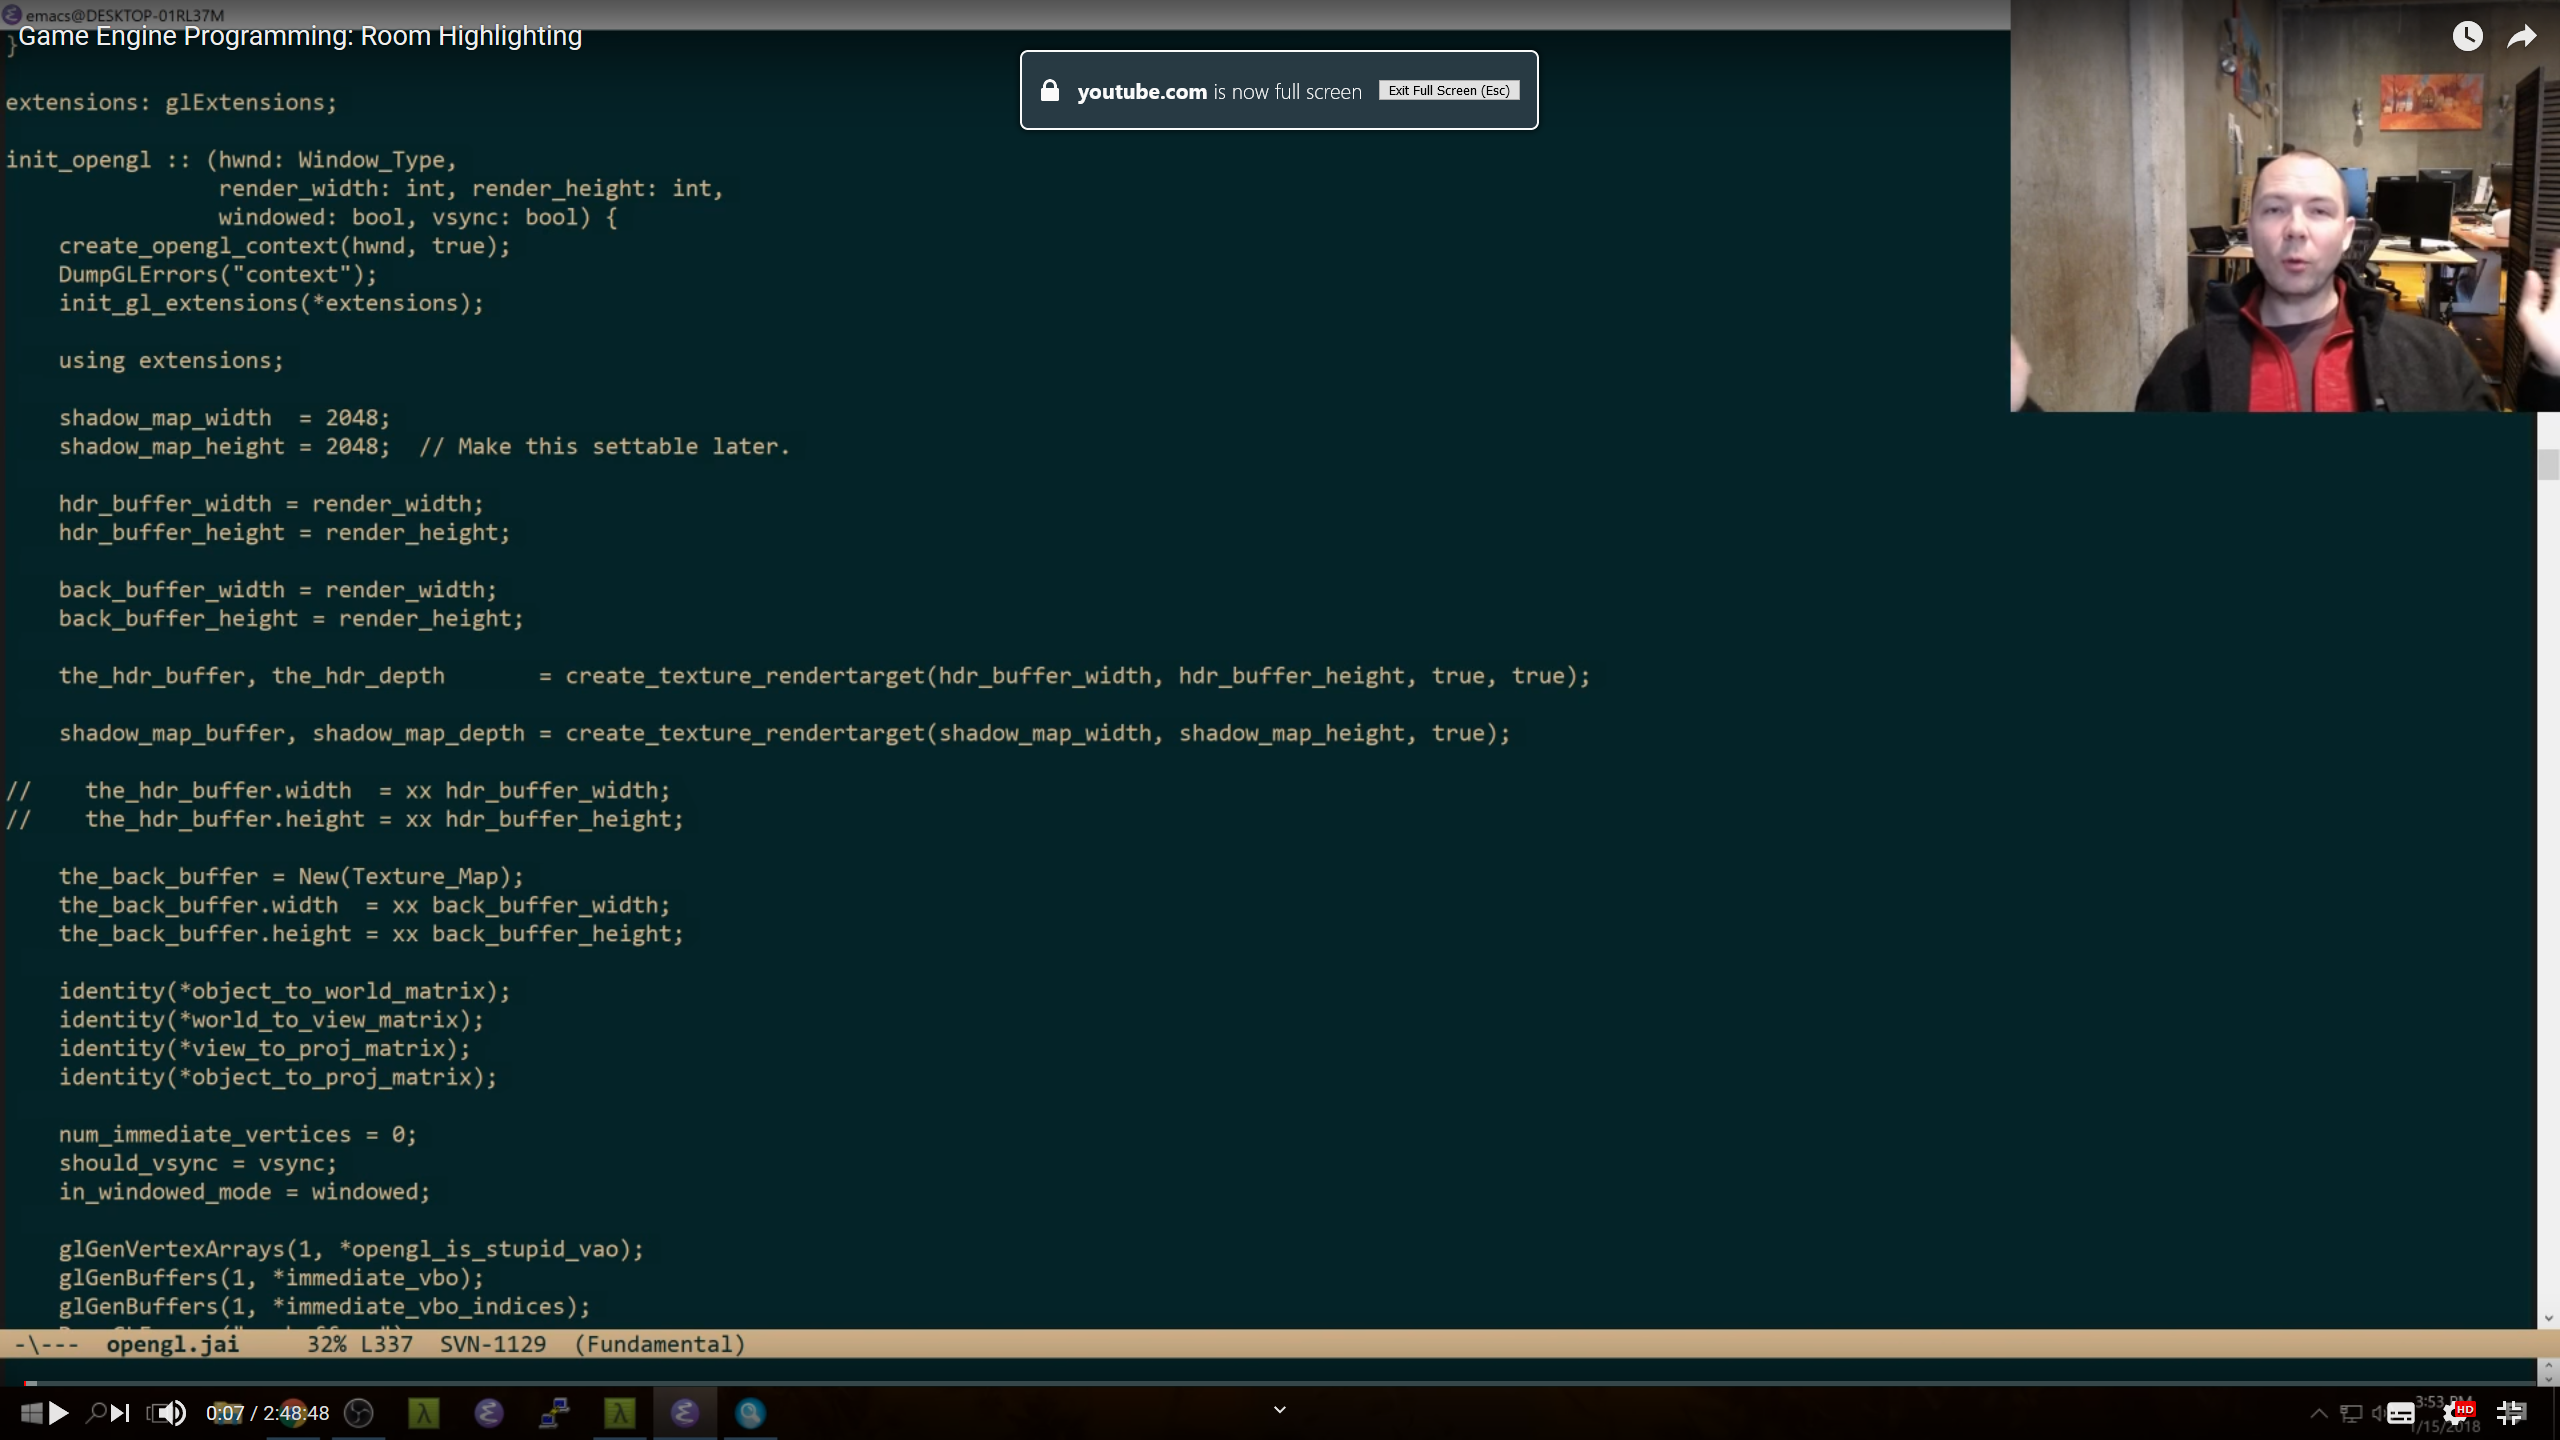 emacs@DESKTOP-01RL37M
Game Engine Programming: Room Highlighting
}
youtube.com is now full screen Exit Full Screen (Esc)
extensions: glExtensions;
init_opengl :: (hwnd: Window_Type,
render_width: int, render_height: int,
windowed: bool, vsync: bool) {
create_opengl_context(hwnd, true);
DumpGLErrors("context");
init_gl_extensions(*extensions);
using extensions;
shadow_map_width = 2048;
shadow_map_height = 2048; // Make this settable later.
hdr_buffer_width = render_width;
hdr_buffer_height = render_height;
back_buffer_width = render_width;
back_buffer_height = render_height;
the_hdr_buffer, the_hdr_depth = create_texture_rendertarget(hdr_buffer_width, hdr_buffer_height, true, true);
shadow_map_buffer, shadow_map_depth = create_texture_rendertarget(shadow_map_width, shadow_map_height, true);
// the_hdr_buffer.width = xx hdr_buffer_width;
// the_hdr_buffer.height = xx hdr_buffer_height;
the_back_buffer = New(Texture_Map);
the_back_buffer.width = xx back_buffer_width;
the_back_buffer.height = xx back_buffer_height;
identity(*object_to_world_matrix);
identity(*world_to_view_matrix);
identity(*view_to_proj_matrix);
identity(*object_to_proj_matrix);
num_immediate_vertices = 0;
should_vsync = vsync;
in_windowed_mode = windowed;
glGenVertexArrays(1, *opengl_is_stupid_vao);
glGenBuffers(1, *immediate_vbo);
glGenBuffers(1, *immediate_vbo_indices);
-\--- opengl.jai 32% L337 SVN-1129 (Fundamental)
0:07 / 2:48:48
3:53 PM
HD
1/15/2018